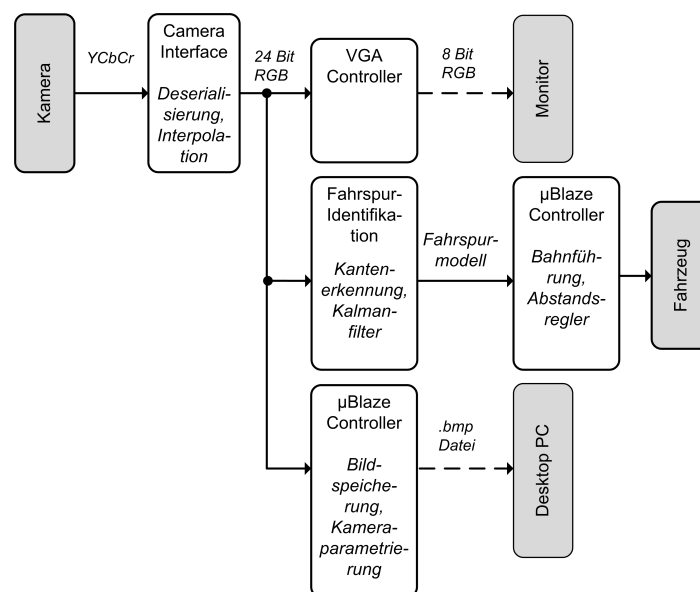 Kamera
YCbCr
Camera
Interface
Deseriali-
sierung,
Interpola-
tion
24 Bit
RGB
VGA
Controller
8 Bit
RGB
Monitor
Fahrspur-
Identifika-
tion
Kanten-
erkennung,
Kalman-
filter
Fahrspur-
modell
µBlaze
Controller
Bahnfüh-
rung,
Abstands-
regler
Fahrzeug
µBlaze
Controller
Bild-
speiche-
rung,
Kamera-
parametrie-
rung
.bmp
Datei
Desktop PC